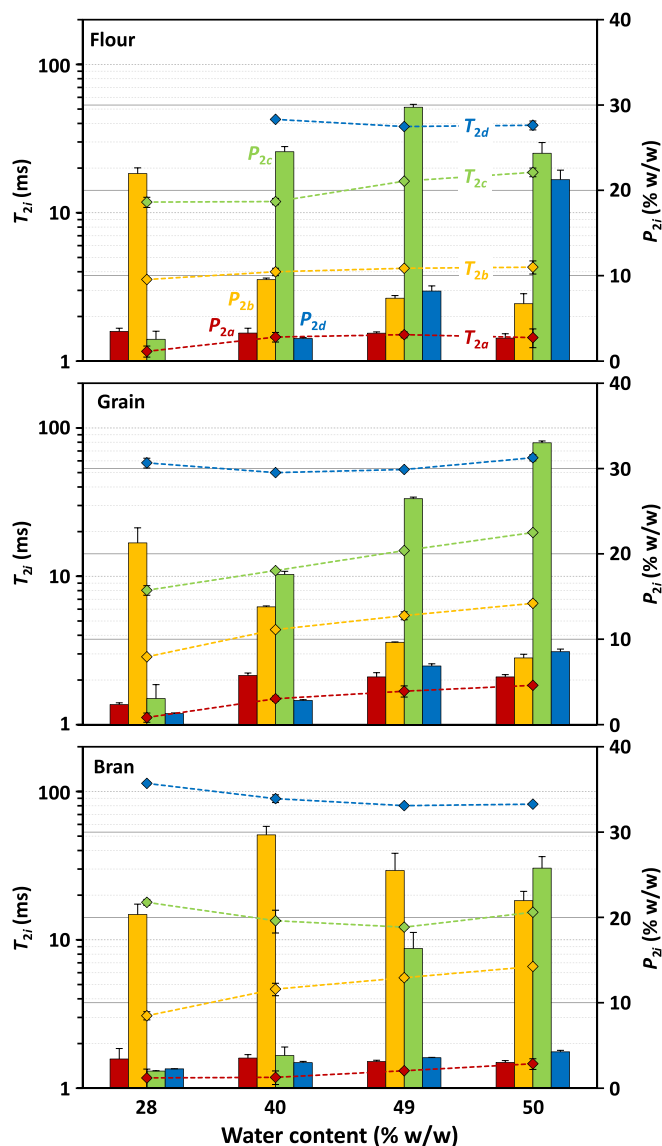 Flour
100
10
1
T2i (ms)
40
30
20
10
0
P2i (% w/w)
P2c
P2b
P2a
P2d
T2d
T2c
T2b
T2a
Grain
100
10
1
T2i (ms)
40
30
20
10
0
P2i (% w/w)
Bran
100
10
1
T2i (ms)
40
30
20
10
0
P2i (% w/w)
28 40 49 50
Water content (% w/w)